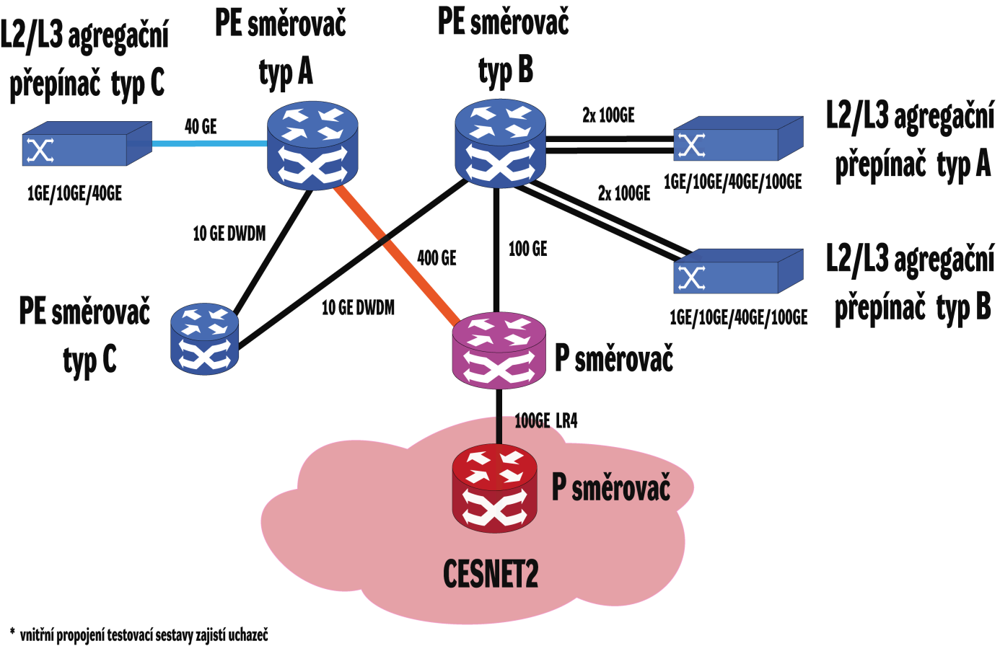 L2/L3 agregační
přepínač typ C
PE směrovač
typ A
PE směrovač
typ B
40 GE
2x 100GE
L2/L3 agregační
přepínač typ A
1GE/10GE/40GE
1GE/10GE/40GE/100GE
2x 100GE
10 GE DWDM
400 GE
100 GE
L2/L3 agregační
přepínač typ B
1GE/10GE/40GE/100GE
PE směrovač
typ C
10 GE DWDM
P směrovač
100GE LR4
P směrovač
CESNET2
* vnitřní propojení testovací sestavy zajistí uchazeč